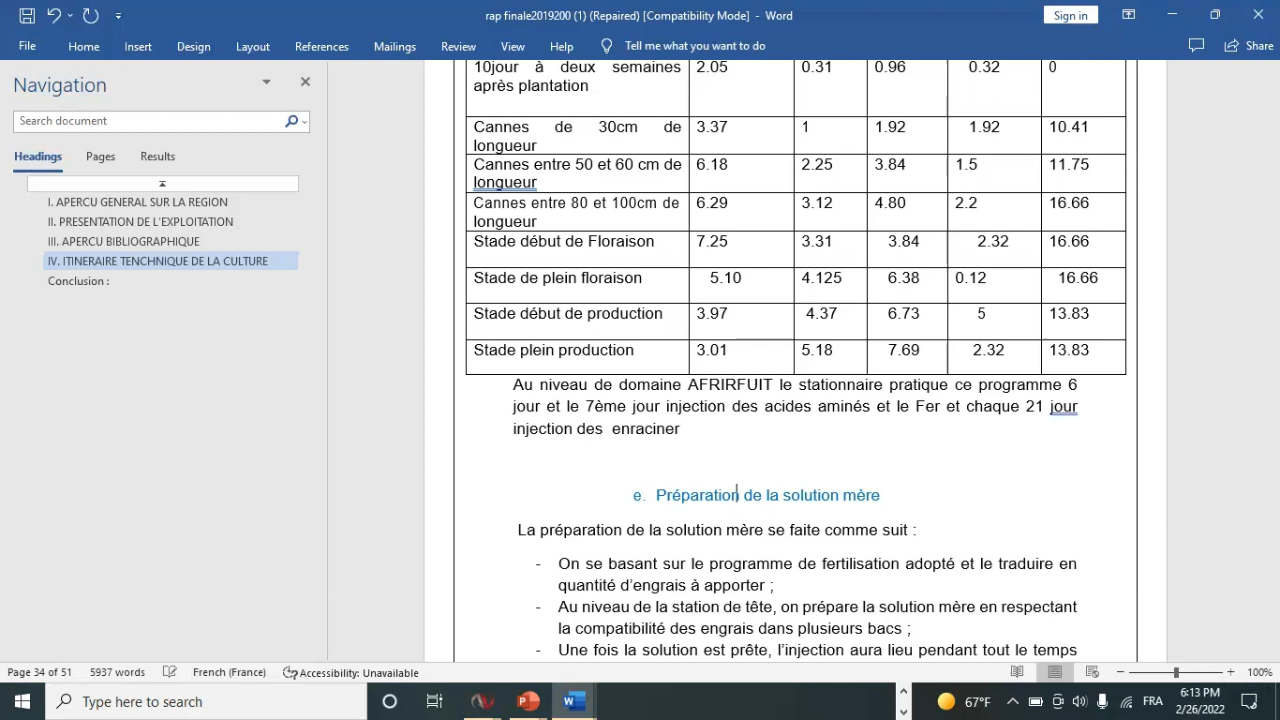 rap finale2019200 (1) (Repaired) [Compatibility Mode] - Word
Sign in
File Home Insert Design Layout References Mailings Review View Help Tell me what you want to do Share
Navigation
Search document
Headings Pages Results
I. APERCU GENERAL SUR LA REGION
II. PRESENTATION DE L'EXPLOITATION
III. APERCU BIBLIOGRAPHIQUE
IV. ITINERAIRE TENCHNIQUE DE LA CULTURE
Conclusion :
10jour à deux semaines 2.05 0.31 0.96 0.32 0
après plantation
Cannes de 30cm de 3.37 1 1.92 1.92 10.41
longueur
Cannes entre 50 et 60 cm de 6.18 2.25 3.84 1.5 11.75
longueur
Cannes entre 80 et 100cm de 6.29 3.12 4.80 2.2 16.66
longueur
Stade début de Floraison 7.25 3.31 3.84 2.32 16.66
Stade de plein floraison 5.10 4.125 6.38 0.12 16.66
Stade début de production 3.97 4.37 6.73 5 13.83
Stade plein production 3.01 5.18 7.69 2.32 13.83
Au niveau de domaine AFRIRFUIT le stationnaire pratique ce programme 6
jour et le 7ème jour injection des acides aminés et le Fer et chaque 21 jour
injection des enraciner
e. Préparation de la solution mère
La préparation de la solution mère se faite comme suit :
- On se basant sur le programme de fertilisation adopté et le traduire en
quantité d'engrais à apporter ;
- Au niveau de la station de tête, on prépare la solution mère en respectant
la compatibilité des engrais dans plusieurs bacs ;
- Une fois la solution est prête, l'injection aura lieu pendant tout le temps
Page 34 of 51 5937 words French (France) Accessibility: Unavailable 100%
Type here to search
67°F FRA
6:13 PM
2/26/2022